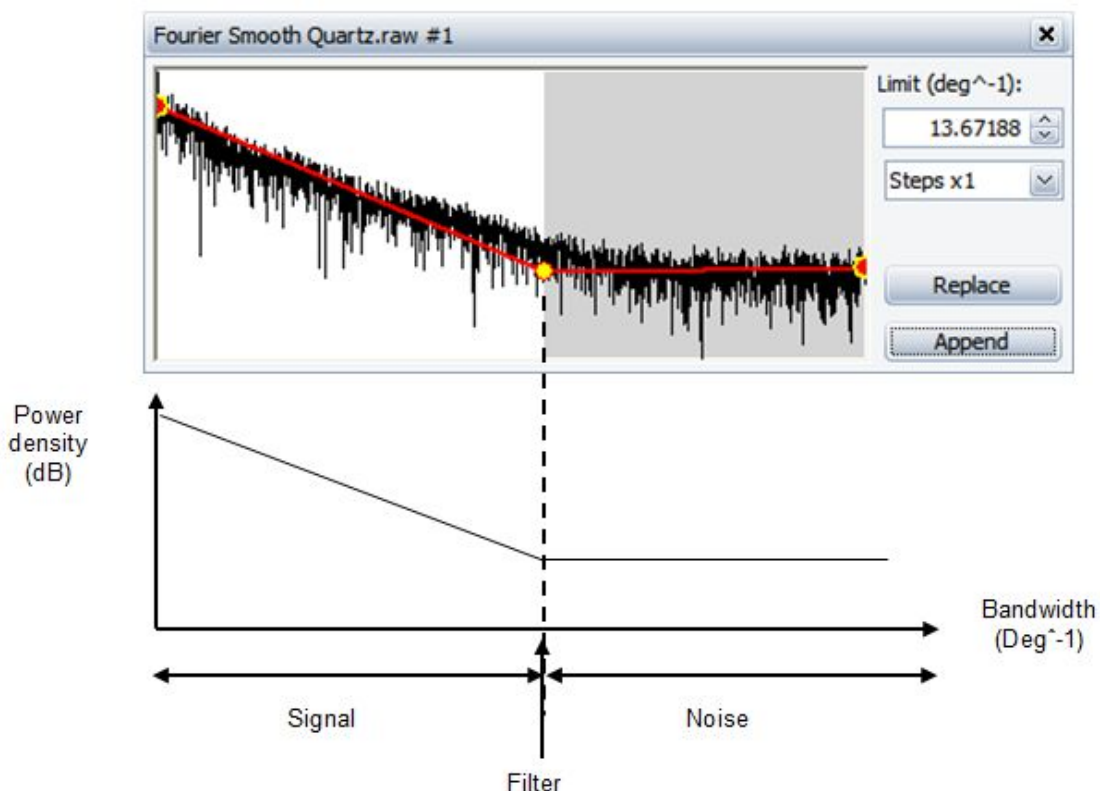 Fourier Smooth Quartz.raw #1
Limit (deg^-1):
13.67188
Steps x1
Replace
Append
Power
density
(dB)
Bandwidth
(Deg^-1)
Signal
Noise
Filter